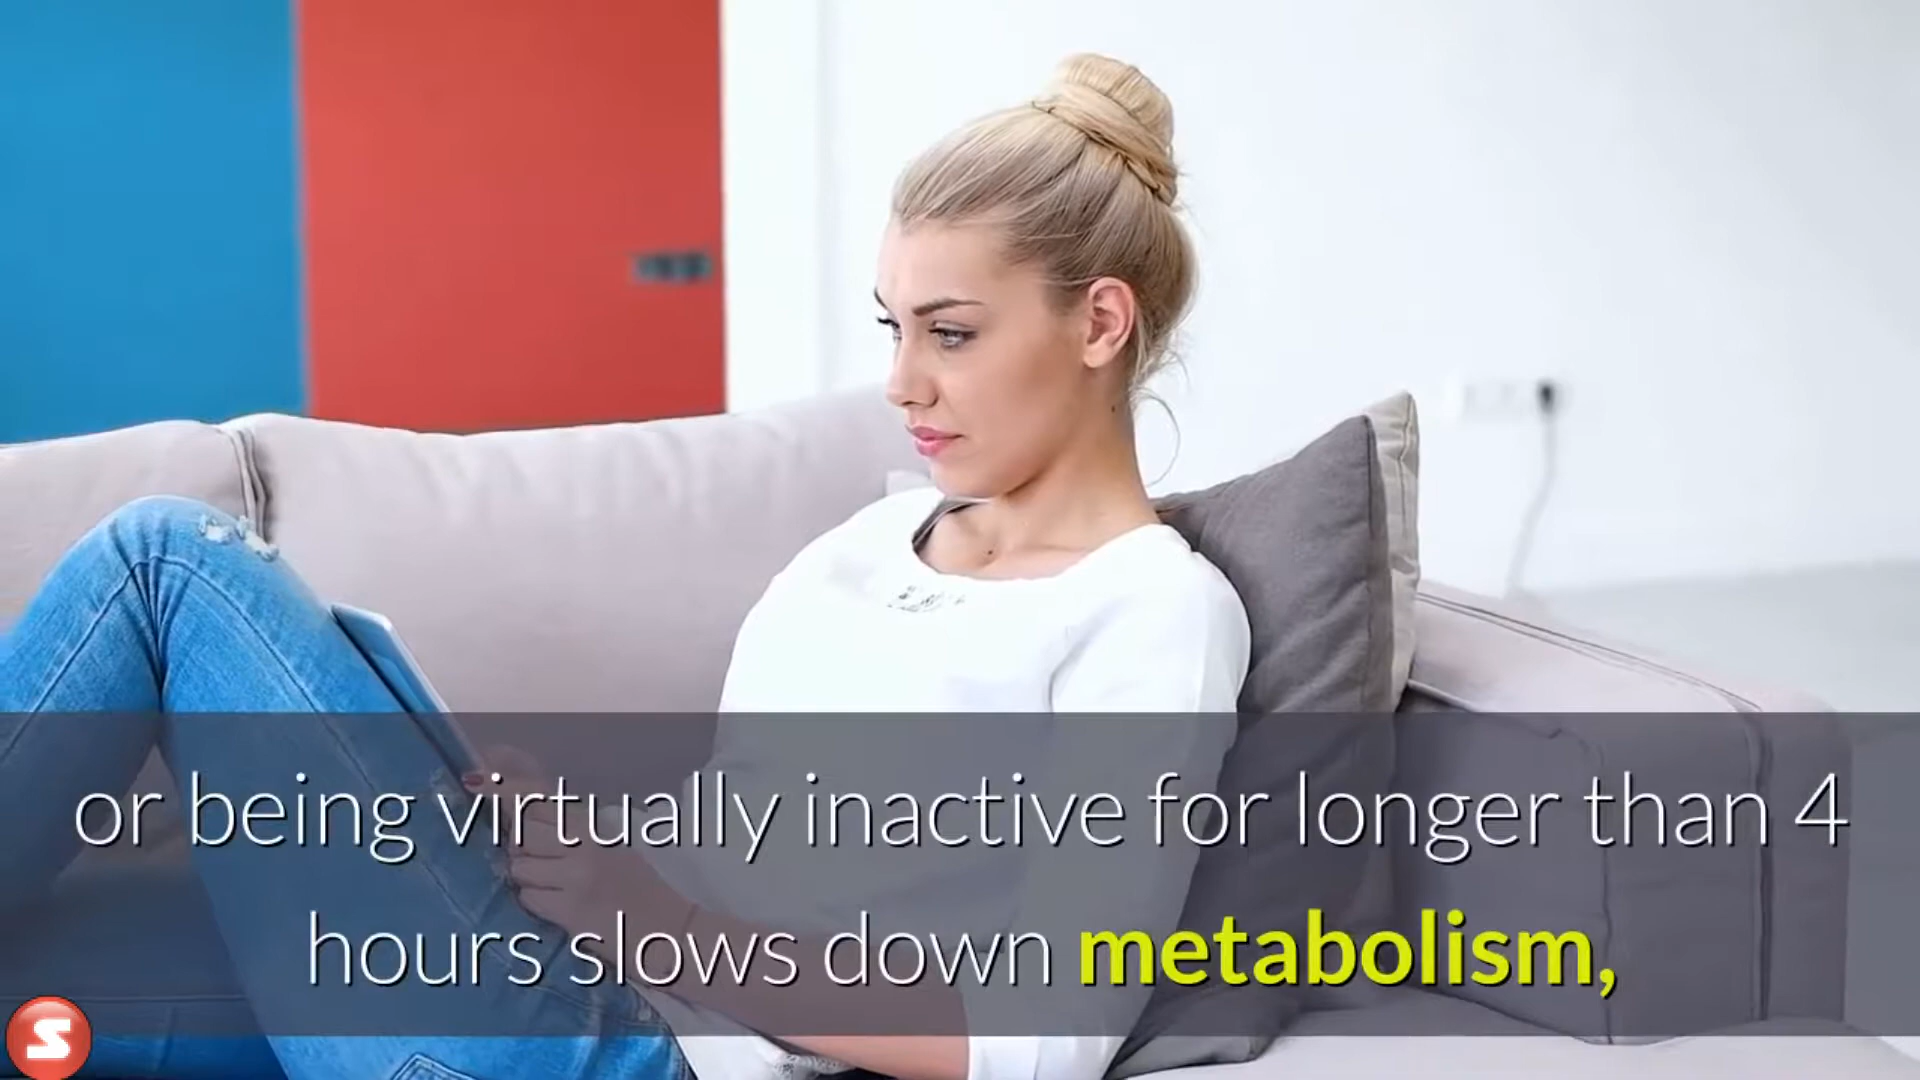 or being virtually inactive for longer than 4
hours slows down metabolism,
S